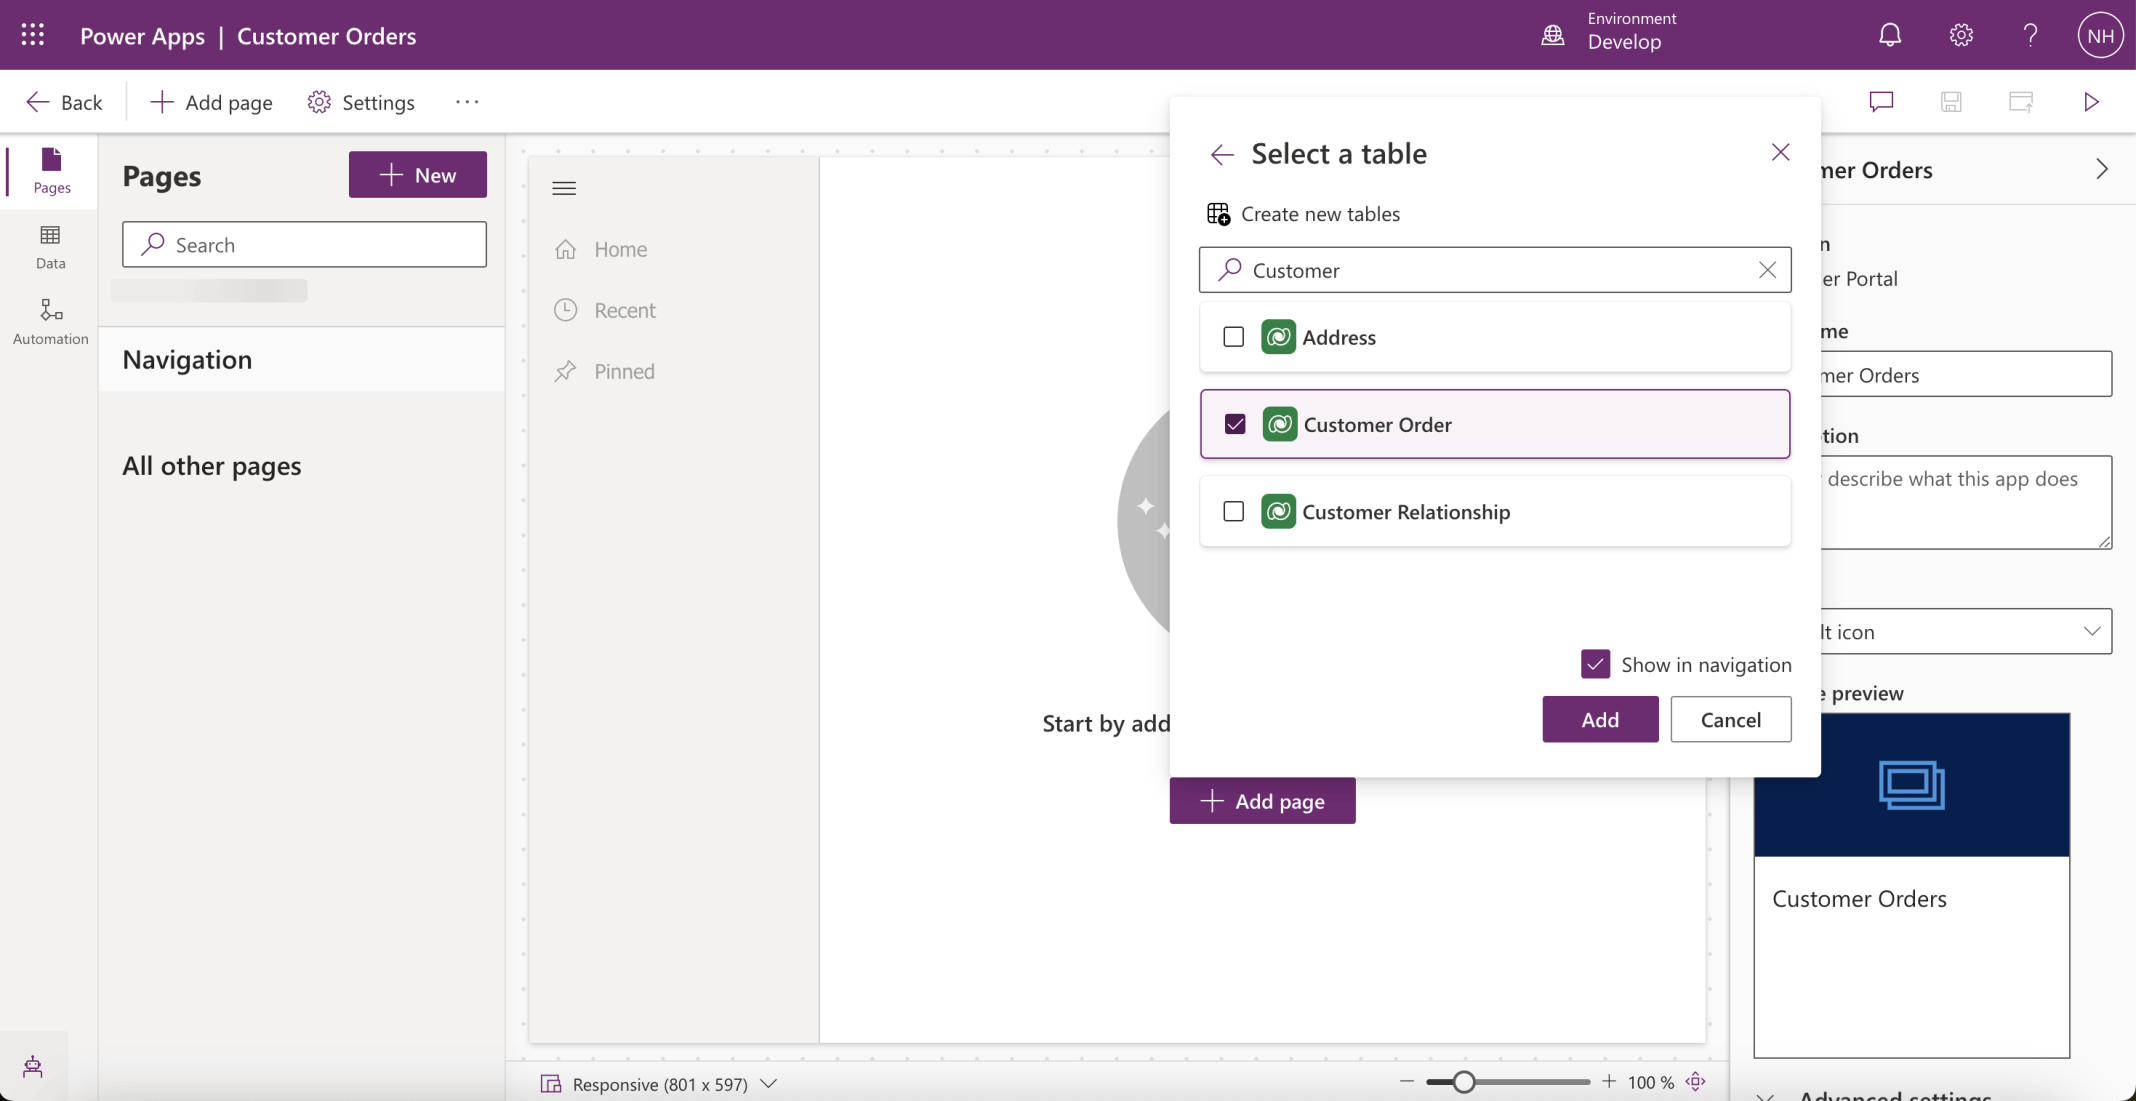 Power Apps | Customer Orders
Environment
Develop
?
NH
Back
Add page
Settings
...
Pages
Data
Automation
Pages
New
Search
Navigation
All other pages
Home
Recent
Pinned
Start by add
Add page
Select a table
Create new tables
Customer
Address
Customer Order
Customer Relationship
Show in navigation
Add
Cancel
mer Orders
n
er Portal
me
mer Orders
tion
describe what this app does
lt icon
e preview
Customer Orders
Advanced settings
Responsive (801 x 597)
100 %